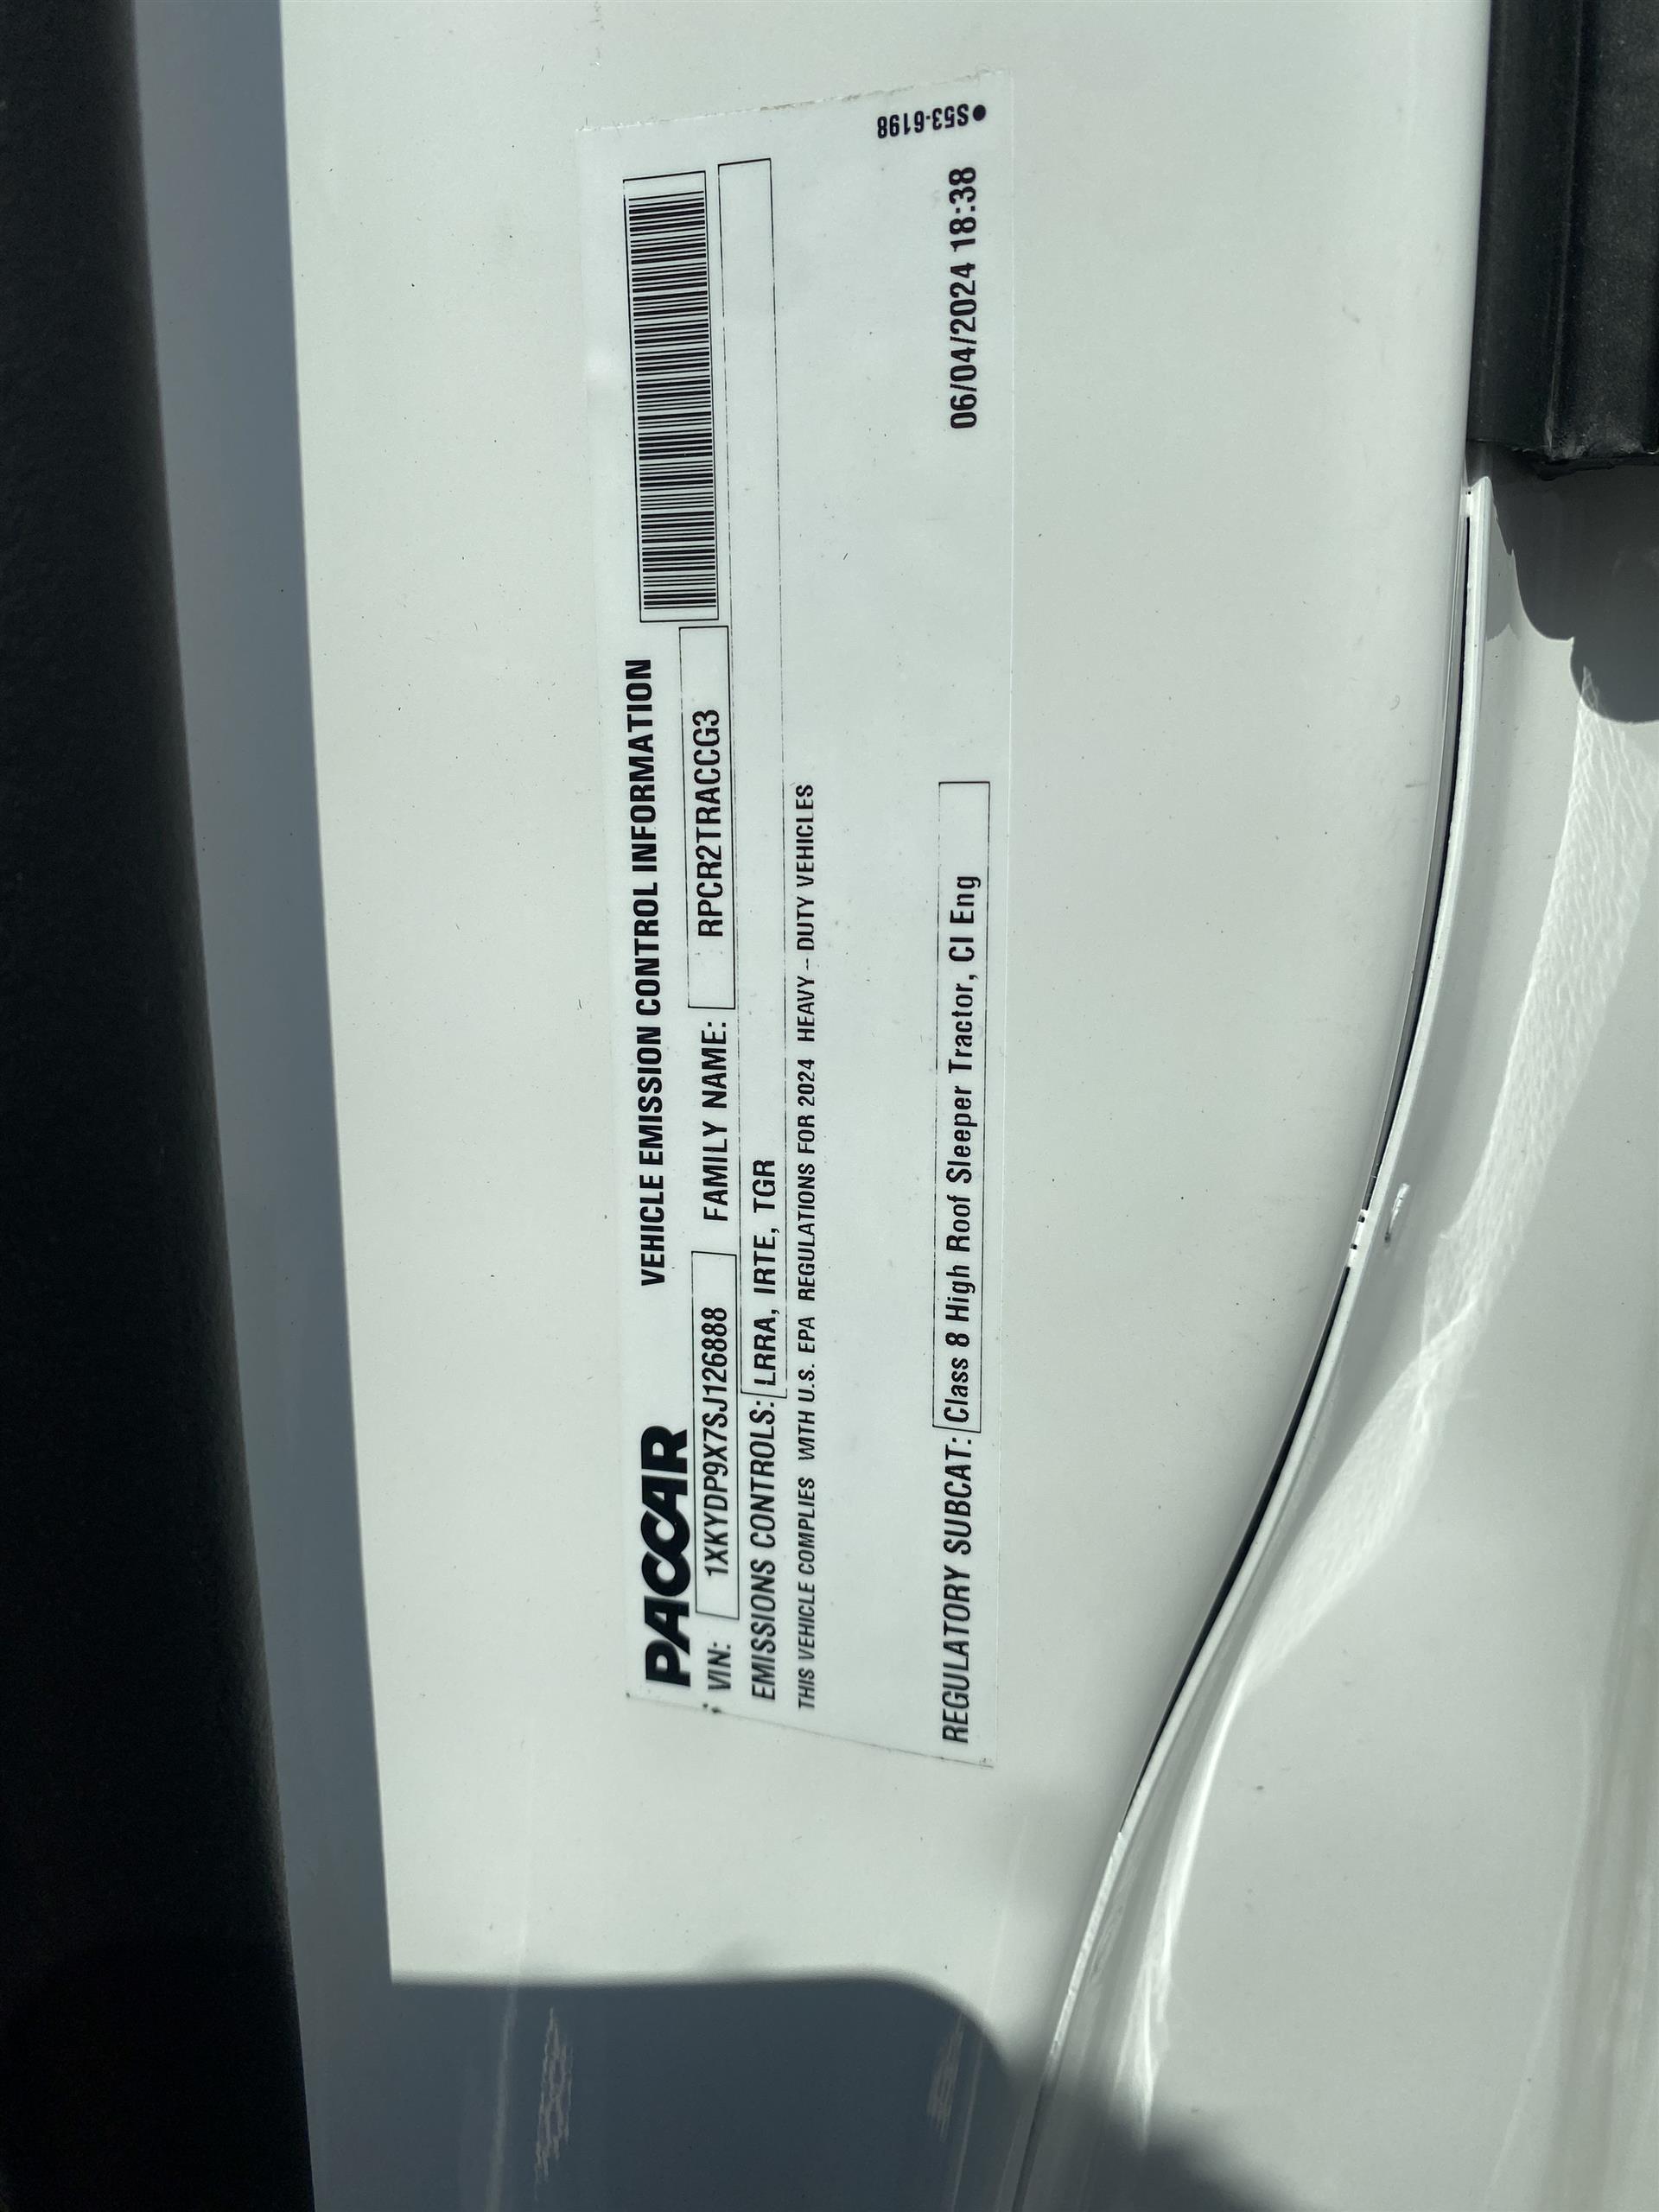 PACCAR VEHICLE EMISSION CONTROL INFORMATION
VIN: 1XKYDP9X7SJ126888 FAMILY NAME: RPCR2TRACCG3
EMISSIONS CONTROLS: LRRA, IRTE, TGR
THIS VEHICLE COMPLIES WITH U.S. EPA REGULATIONS FOR 2024 HEAVY - DUTY VEHICLES
REGULATORY SUBCAT: Class 8 High Roof Sleeper Tractor, CI Eng 06/04/2024 18:38
●S53-6198